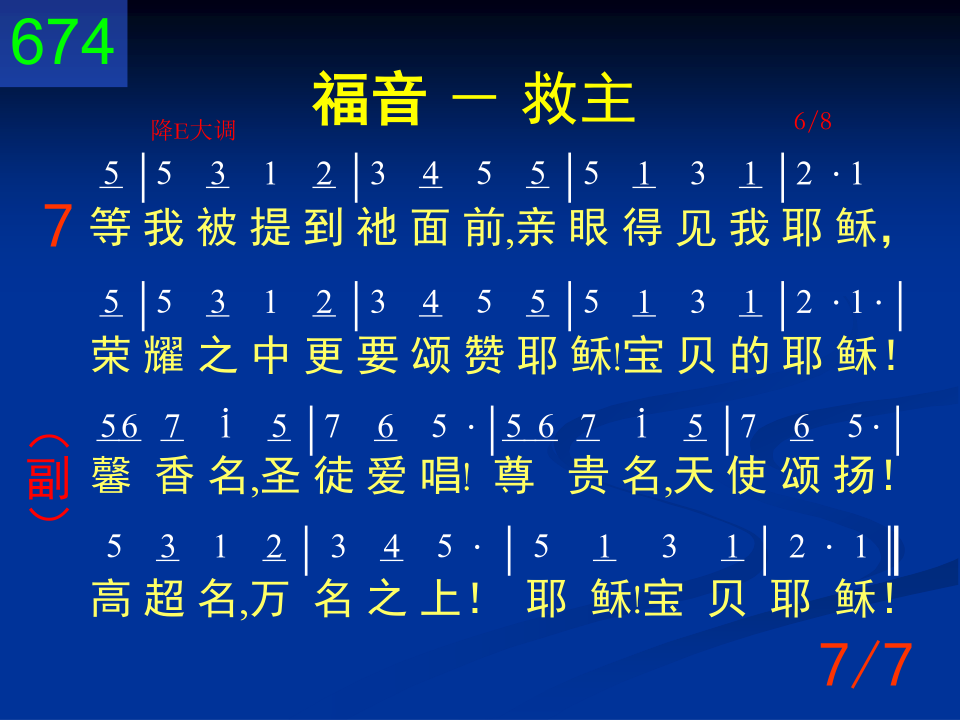 674
福音 － 救主
降E大调 6/8
5 | 5 3 1 2 | 3 4 5 5 | 5 1 3 1 | 2 · 1
7 等我被提到祂面前,亲眼得见我耶稣,
5 | 5 3 1 2 | 3 4 5 5 | 5 1 3 1 | 2 · 1 · |
荣耀之中更要颂赞耶稣!宝贝的耶稣!
56 7 i 5 | 7 6 5 · | 5 6 7 i 5 | 7 6 5 · |
(副) 馨香名,圣徒爱唱! 尊贵名,天使颂扬!
5 3 1 2 | 3 4 5 · | 5 1 3 1 | 2 · 1 ‖
高超名,万名之上! 耶稣!宝贝耶稣!
7/7